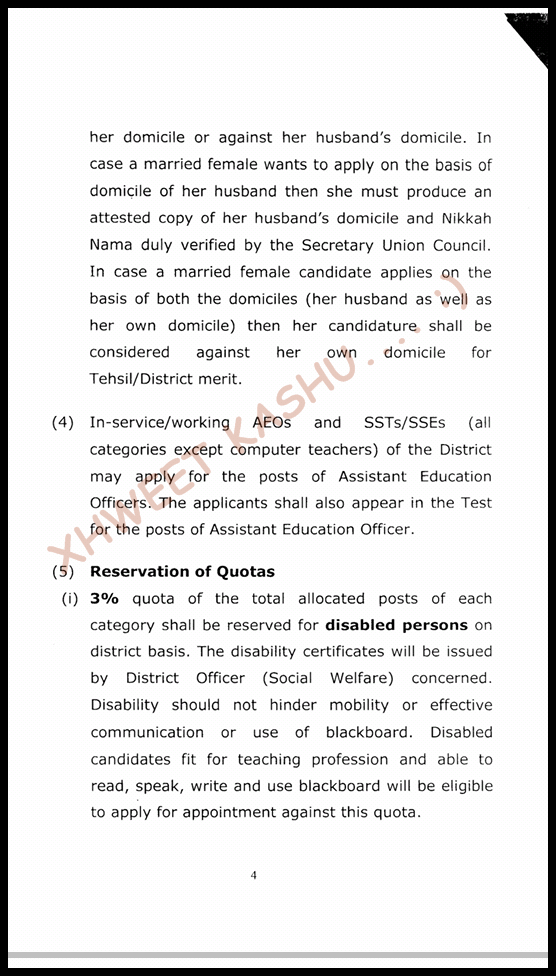 her domicile or against her husband's domicile. In
case a married female wants to apply on the basis of
domicile of her husband then she must produce an
attested copy of her husband's domicile and Nikkah
Nama duly verified by the Secretary Union Council.
In case a married female candidate applies on the
basis of both the domiciles (her husband as well as
her own domicile) then her candidature shall be
considered against her own domicile for
Tehsil/District merit.
(4) In-service/working AEOs and SSTs/SSEs (all
categories except computer teachers) of the District
may apply for the posts of Assistant Education
Officers. The applicants shall also appear in the Test
for the posts of Assistant Education Officer.
(5) Reservation of Quotas
(i) 3% quota of the total allocated posts of each
category shall be reserved for disabled persons on
district basis. The disability certificates will be issued
by District Officer (Social Welfare) concerned.
Disability should not hinder mobility or effective
communication or use of blackboard. Disabled
candidates fit for teaching profession and able to
read, speak, write and use blackboard will be eligible
to apply for appointment against this quota.
4
XHWEET KASHU.... :)